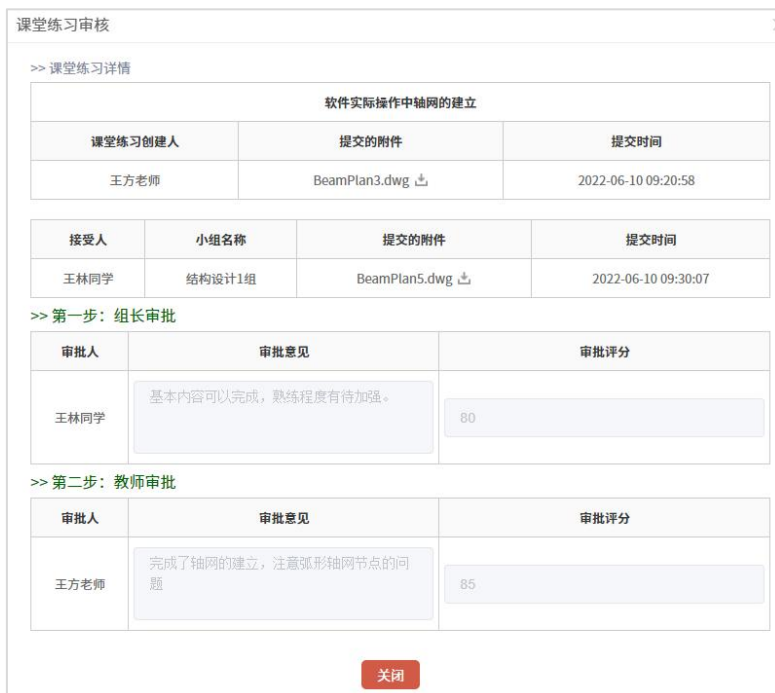 课堂练习审核
>> 课堂练习详情
软件实际操作中轴网的建立
课堂练习创建人 提交的附件 提交时间
王方老师 BeamPlan3.dwg 2022-06-10 09:20:58
接受人 小组名称 提交的附件 提交时间
王林同学 结构设计1组 BeamPlan5.dwg 2022-06-10 09:30:07
>> 第一步：组长审批
审批人 审批意见 审批评分
王林同学 基本内容可以完成，熟练程度有待加强。 80
>> 第二步：教师审批
审批人 审批意见 审批评分
完成了轴网的建立，注意弧形轴网节点的问
王方老师 题 85
关闭